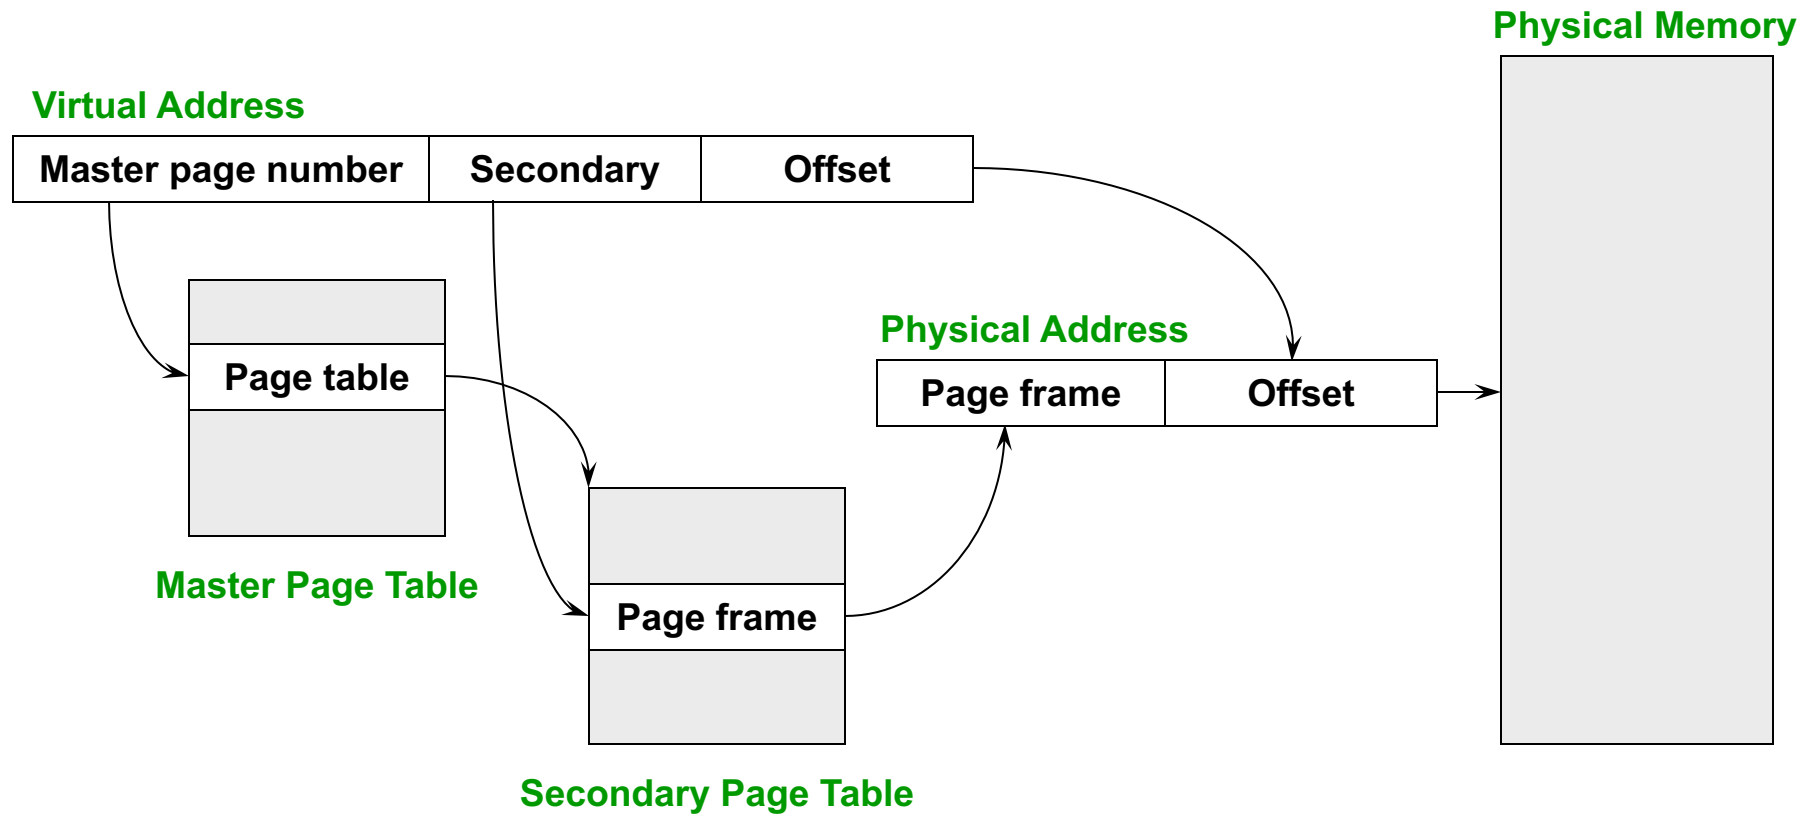 Physical Memory
Virtual Address
Master page number
Secondary
Offset
Physical Address
Page table
Page frame
Offset
Master Page Table
Page frame
Secondary Page Table